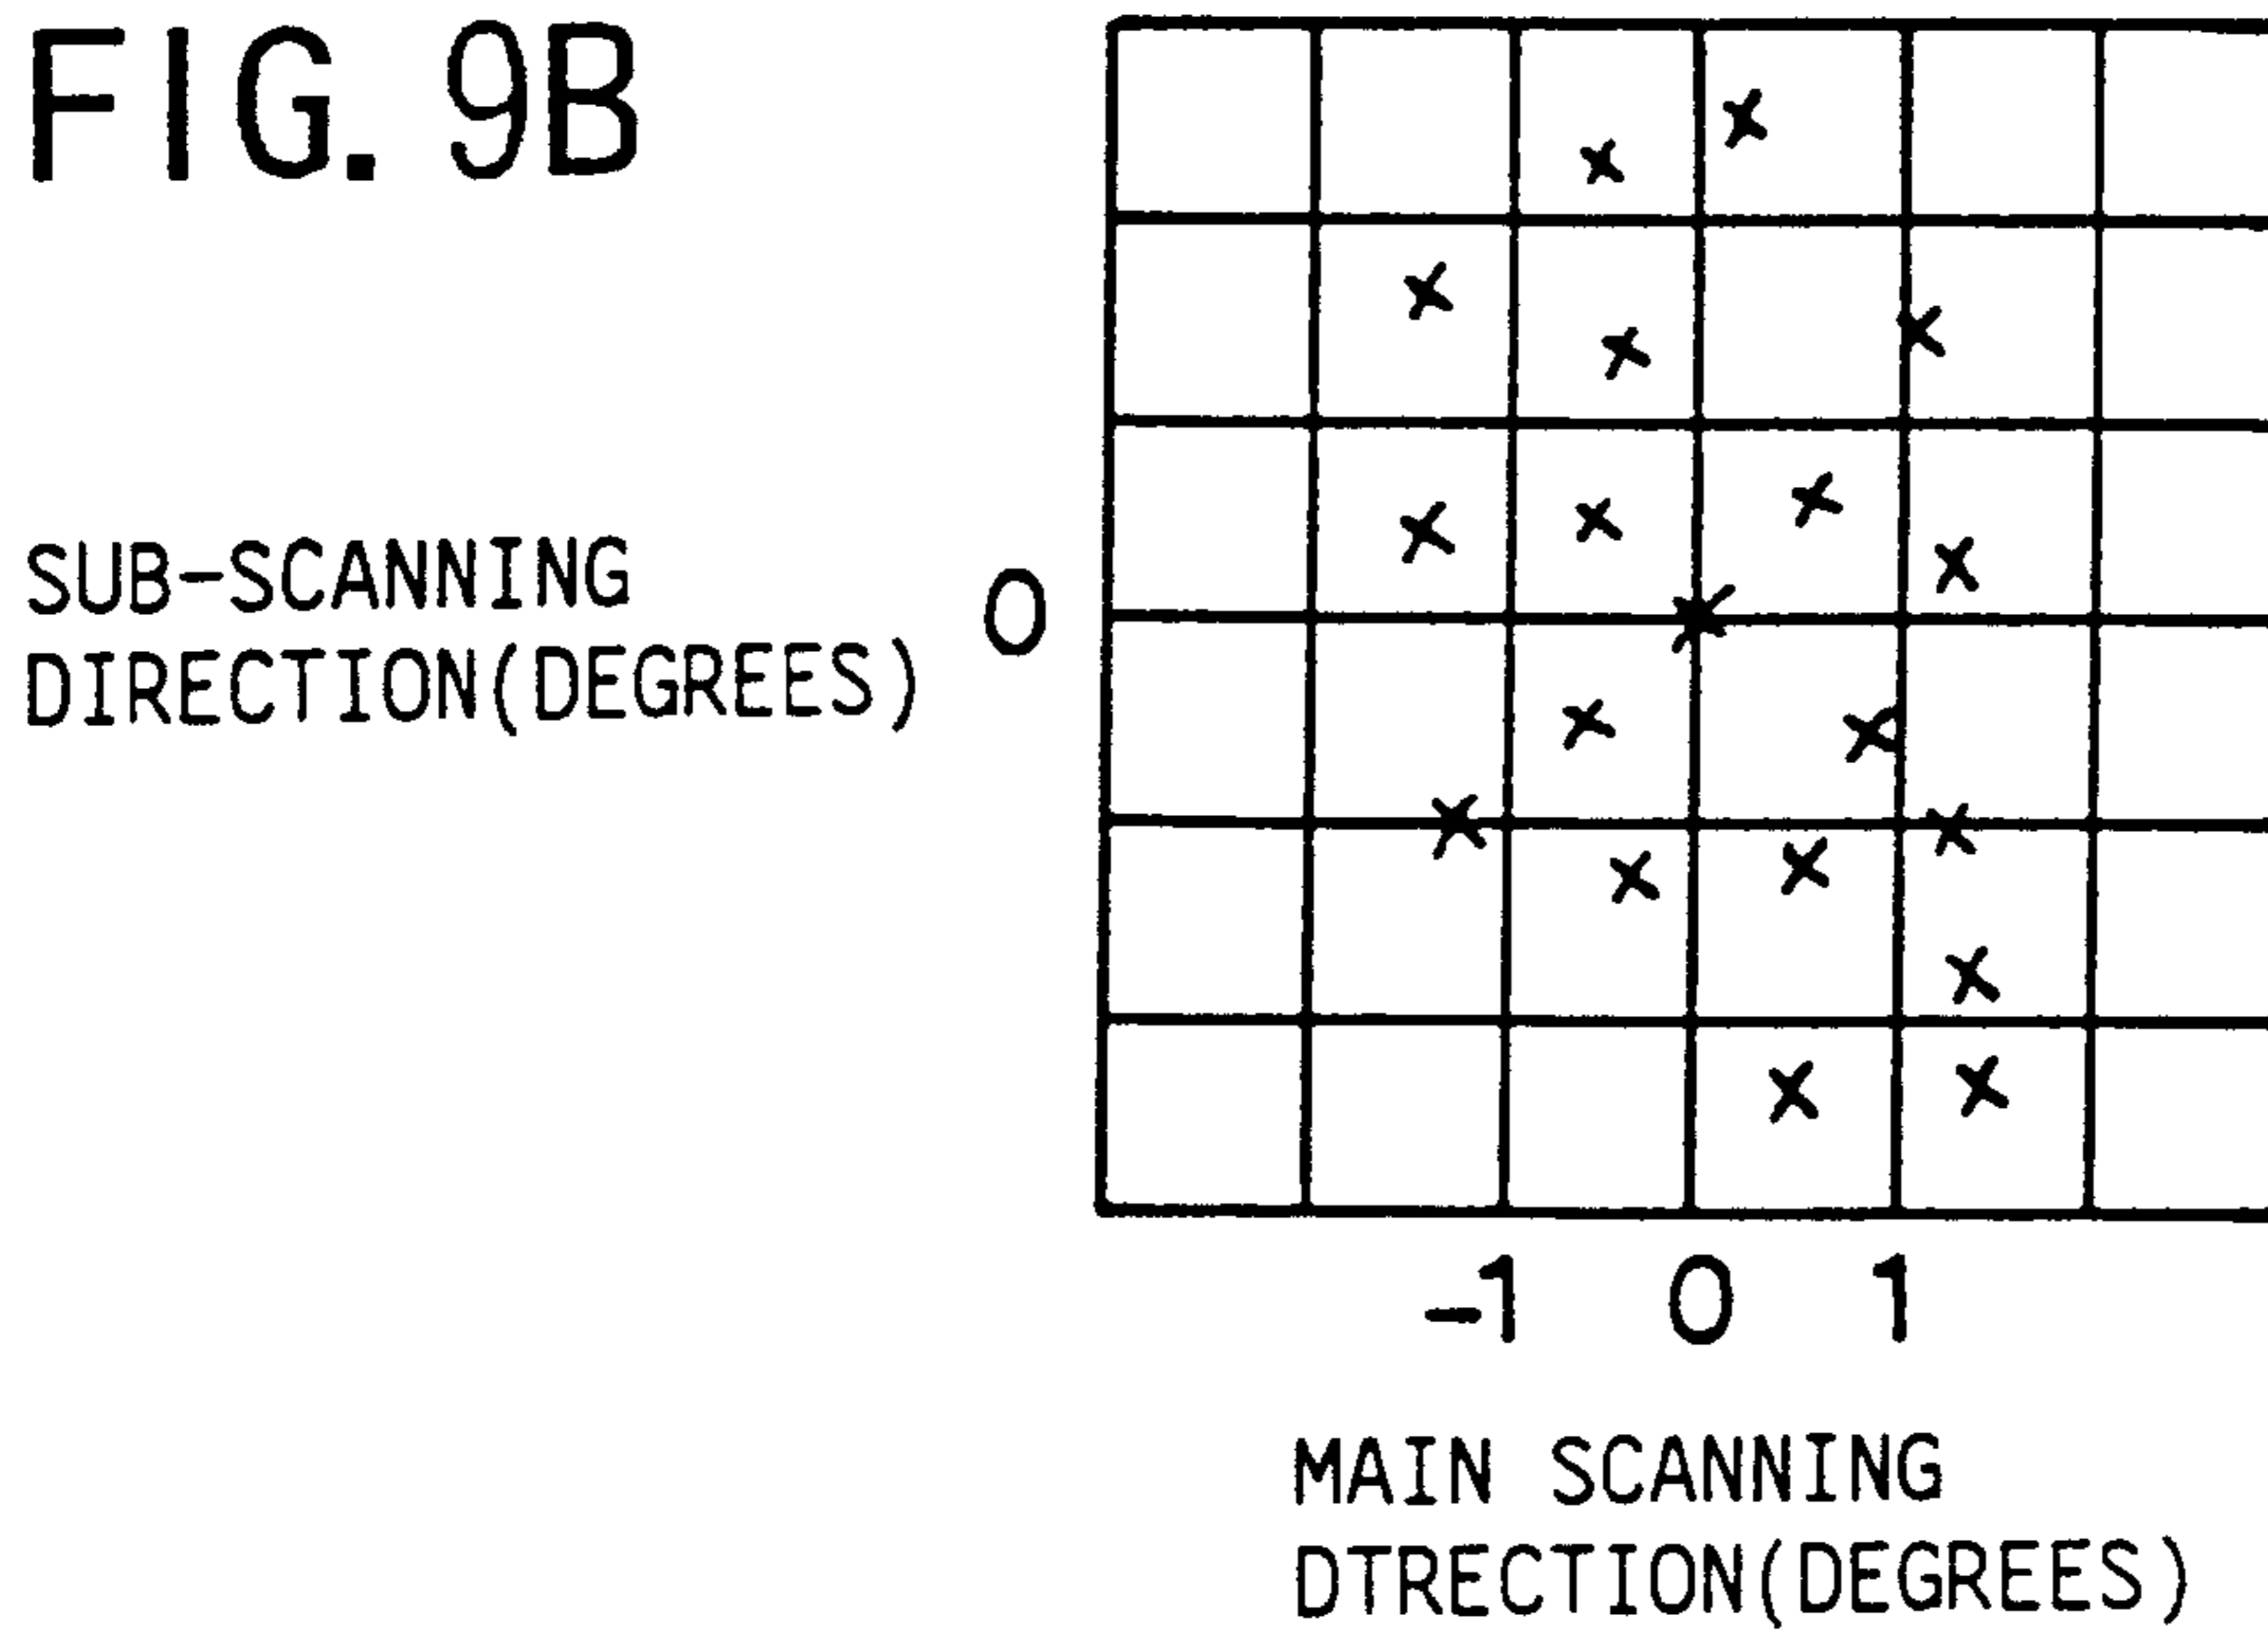 FIG. 9B
SUB-SCANNING
DIRECTION(DEGREES)
0
-1 0 1
MAIN SCANNING
DTRECTION(DEGREES)